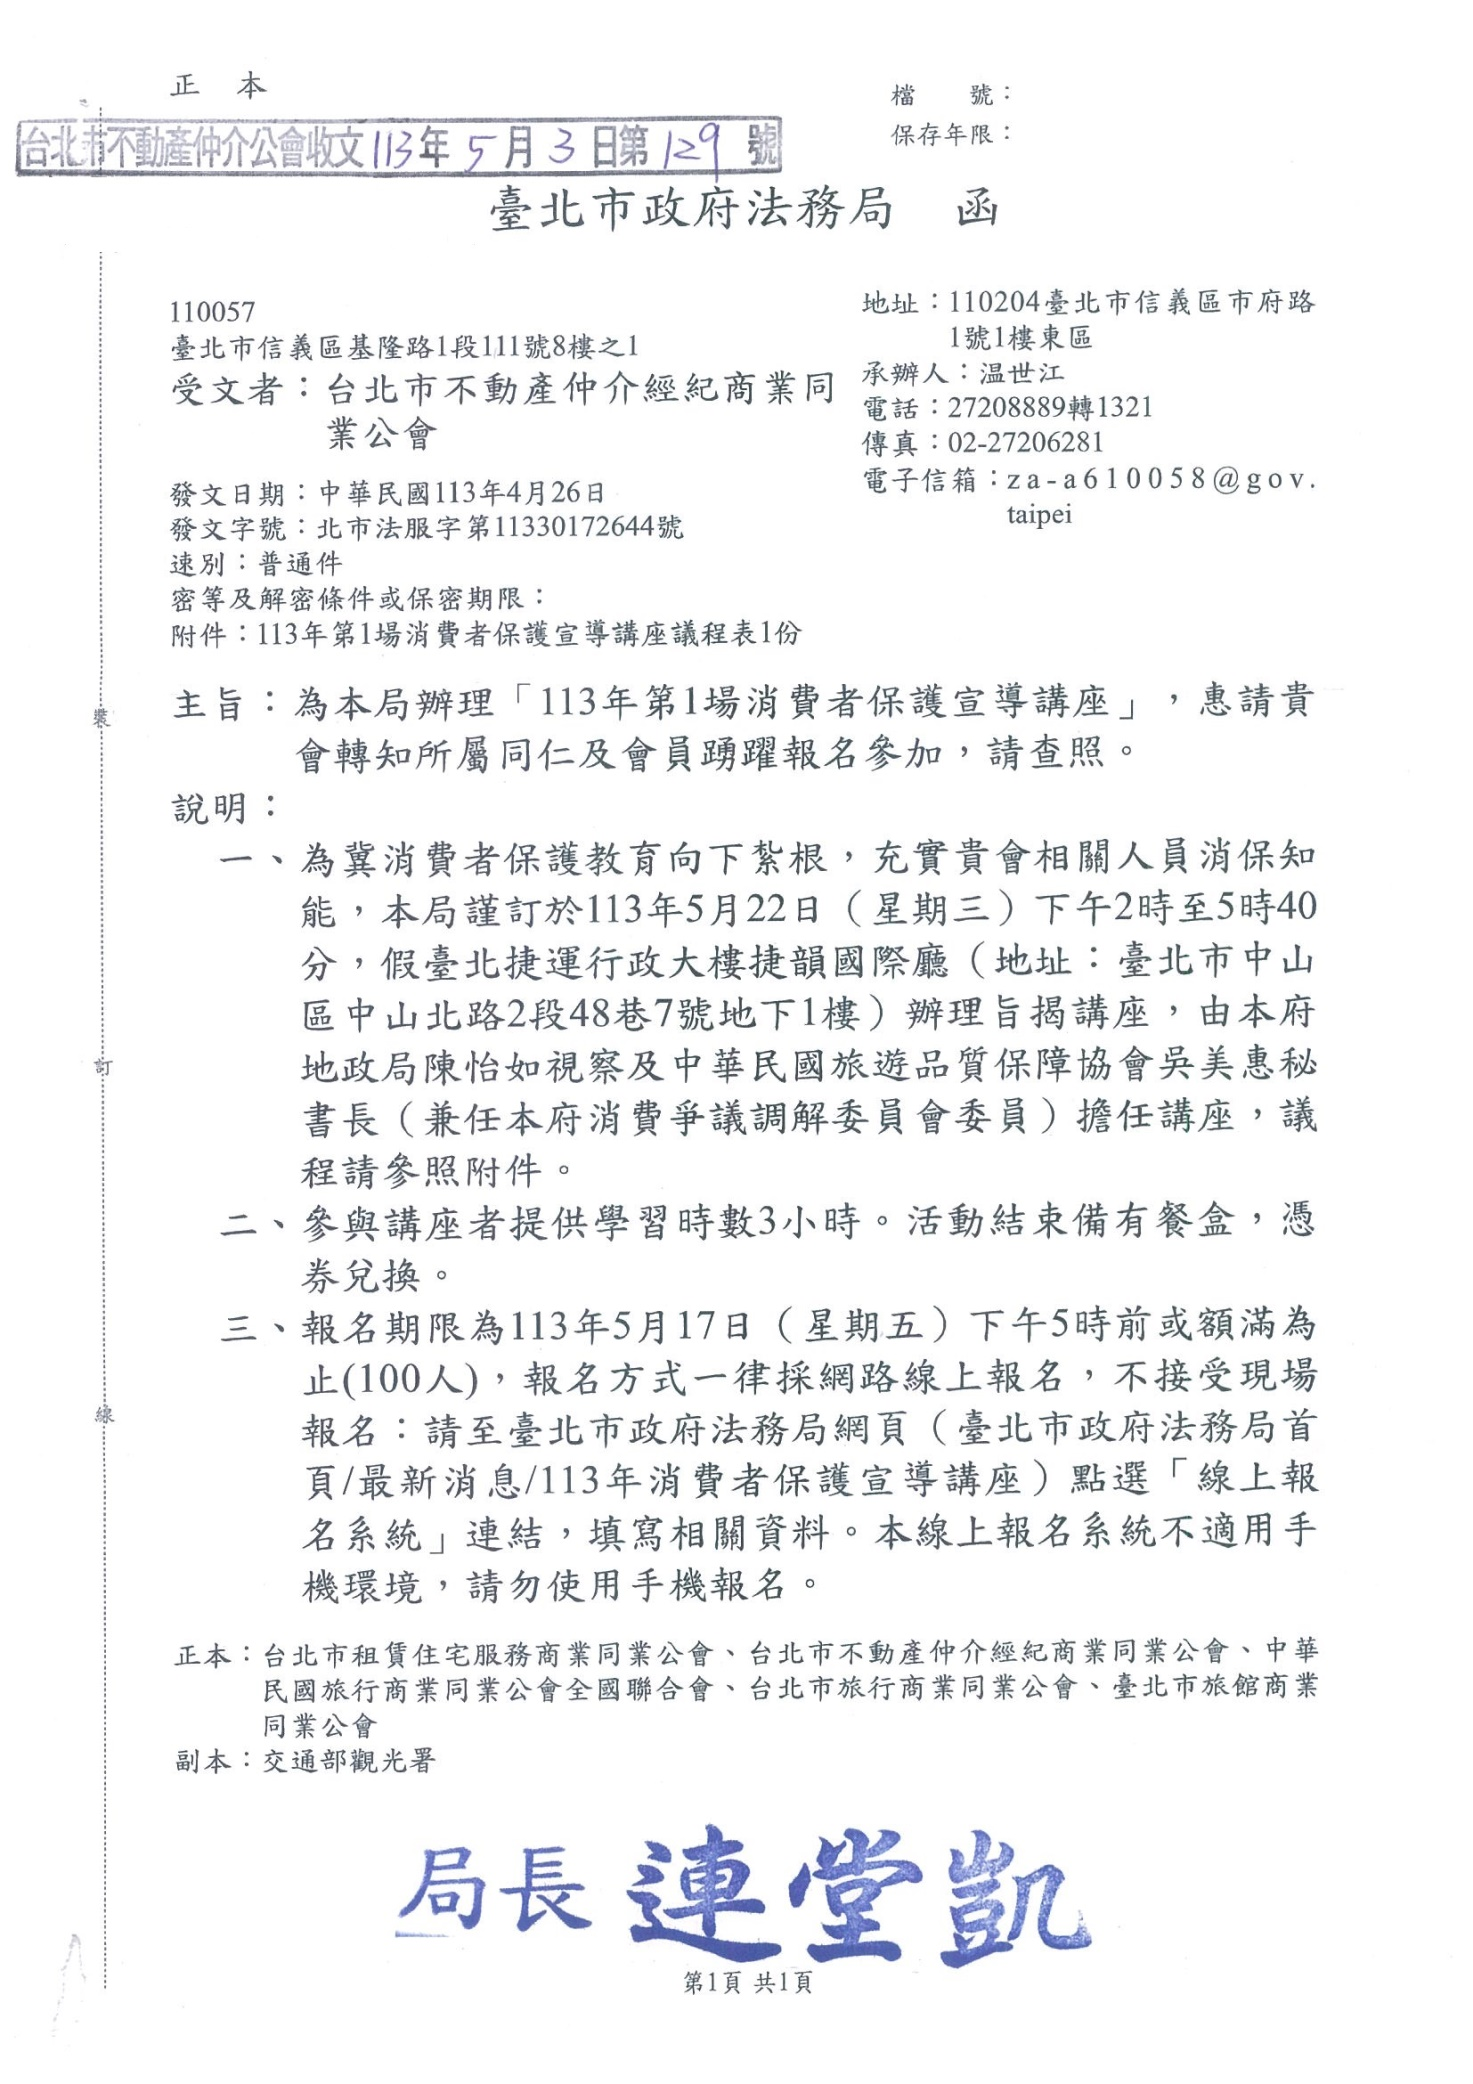 正　本
檔　　號：
保存年限：
台北市不動產仲介公會收文113年5月3日第129號
臺北市政府法務局　函
地址：110204臺北市信義區市府路
1號1樓東區
承辦人：温世江
電話：27208889轉1321
傳真：02-27206281
電子信箱：za-a610058@gov.
taipei
110057
臺北市信義區基隆路1段111號8樓之1
受文者：台北市不動產仲介經紀商業同
業公會
發文日期：中華民國113年4月26日
發文字號：北市法服字第11330172644號
速別：普通件
密等及解密條件或保密期限：
附件：113年第1場消費者保護宣導講座議程表1份
主旨：為本局辦理「113年第1場消費者保護宣導講座」，惠請貴
會轉知所屬同仁及會員踴躍報名參加，請查照。
說明：
一、為冀消費者保護教育向下紮根，充實貴會相關人員消保知
能，本局謹訂於113年5月22日（星期三）下午2時至5時40
分，假臺北捷運行政大樓捷韻國際廳（地址：臺北市中山
區中山北路2段48巷7號地下1樓）辦理旨揭講座，由本府
地政局陳怡如視察及中華民國旅遊品質保障協會吳美惠秘
書長（兼任本府消費爭議調解委員會委員）擔任講座，議
程請參照附件。
二、參與講座者提供學習時數3小時。活動結束備有餐盒，憑
券兌換。
三、報名期限為113年5月17日（星期五）下午5時前或額滿為
止(100人)，報名方式一律採網路線上報名，不接受現場
報名：請至臺北市政府法務局網頁（臺北市政府法務局首
頁/最新消息/113年消費者保護宣導講座）點選「線上報
名系統」連結，填寫相關資料。本線上報名系統不適用手
機環境，請勿使用手機報名。
正本：台北市租賃住宅服務商業同業公會、台北市不動產仲介經紀商業同業公會、中華
民國旅行商業同業公會全國聯合會、台北市旅行商業同業公會、臺北市旅館商業
同業公會
副本：交通部觀光署
裝
訂
線
局長 連堂凱
第1頁 共1頁